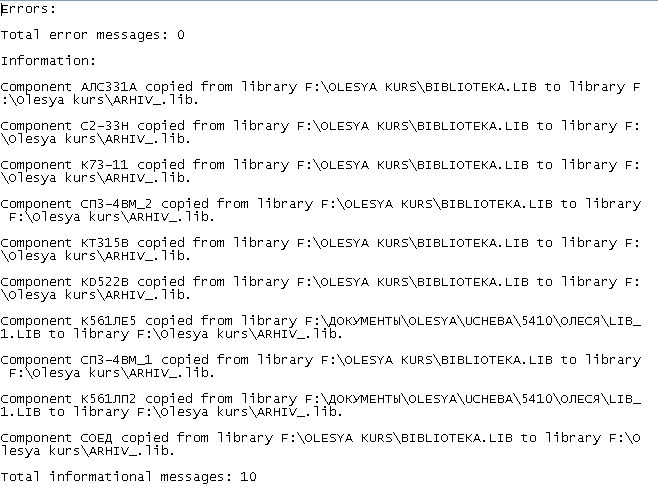 Errors:
Total error messages: 0
Information:
Component АЛС331А copied from library F:\OLESYA KURS\BIBLIOTEKA.LIB to library F
:\Olesya kurs\ARHIV_.lib.
Component С2-33Н copied from library F:\OLESYA KURS\BIBLIOTEKA.LIB to library F:
\Olesya kurs\ARHIV_.lib.
Component К73-11 copied from library F:\OLESYA KURS\BIBLIOTEKA.LIB to library F:
\Olesya kurs\ARHIV_.lib.
Component СП3-4ВМ_2 copied from library F:\OLESYA KURS\BIBLIOTEKA.LIB to library
F:\Olesya kurs\ARHIV_.lib.
Component КТ315В copied from library F:\OLESYA KURS\BIBLIOTEKA.LIB to library F:
\Olesya kurs\ARHIV_.lib.
Component KD522B copied from library F:\OLESYA KURS\BIBLIOTEKA.LIB to library F:
\Olesya kurs\ARHIV_.lib.
Component К561ЛЕ5 copied from library F:\ДОКУМЕНТЫ\OLESYA\UCHEBA\5410\ОЛЕСЯ\LIB_
1.LIB to library F:\Olesya kurs\ARHIV_.lib.
Component СП3-4ВМ_1 copied from library F:\OLESYA KURS\BIBLIOTEKA.LIB to library
F:\Olesya kurs\ARHIV_.lib.
Component К561ЛП2 copied from library F:\ДОКУМЕНТЫ\OLESYA\UCHEBA\5410\ОЛЕСЯ\LIB_
1.LIB to library F:\Olesya kurs\ARHIV_.lib.
Component СОЕД copied from library F:\OLESYA KURS\BIBLIOTEKA.LIB to library F:\O
lesya kurs\ARHIV_.lib.
Total informational messages: 10